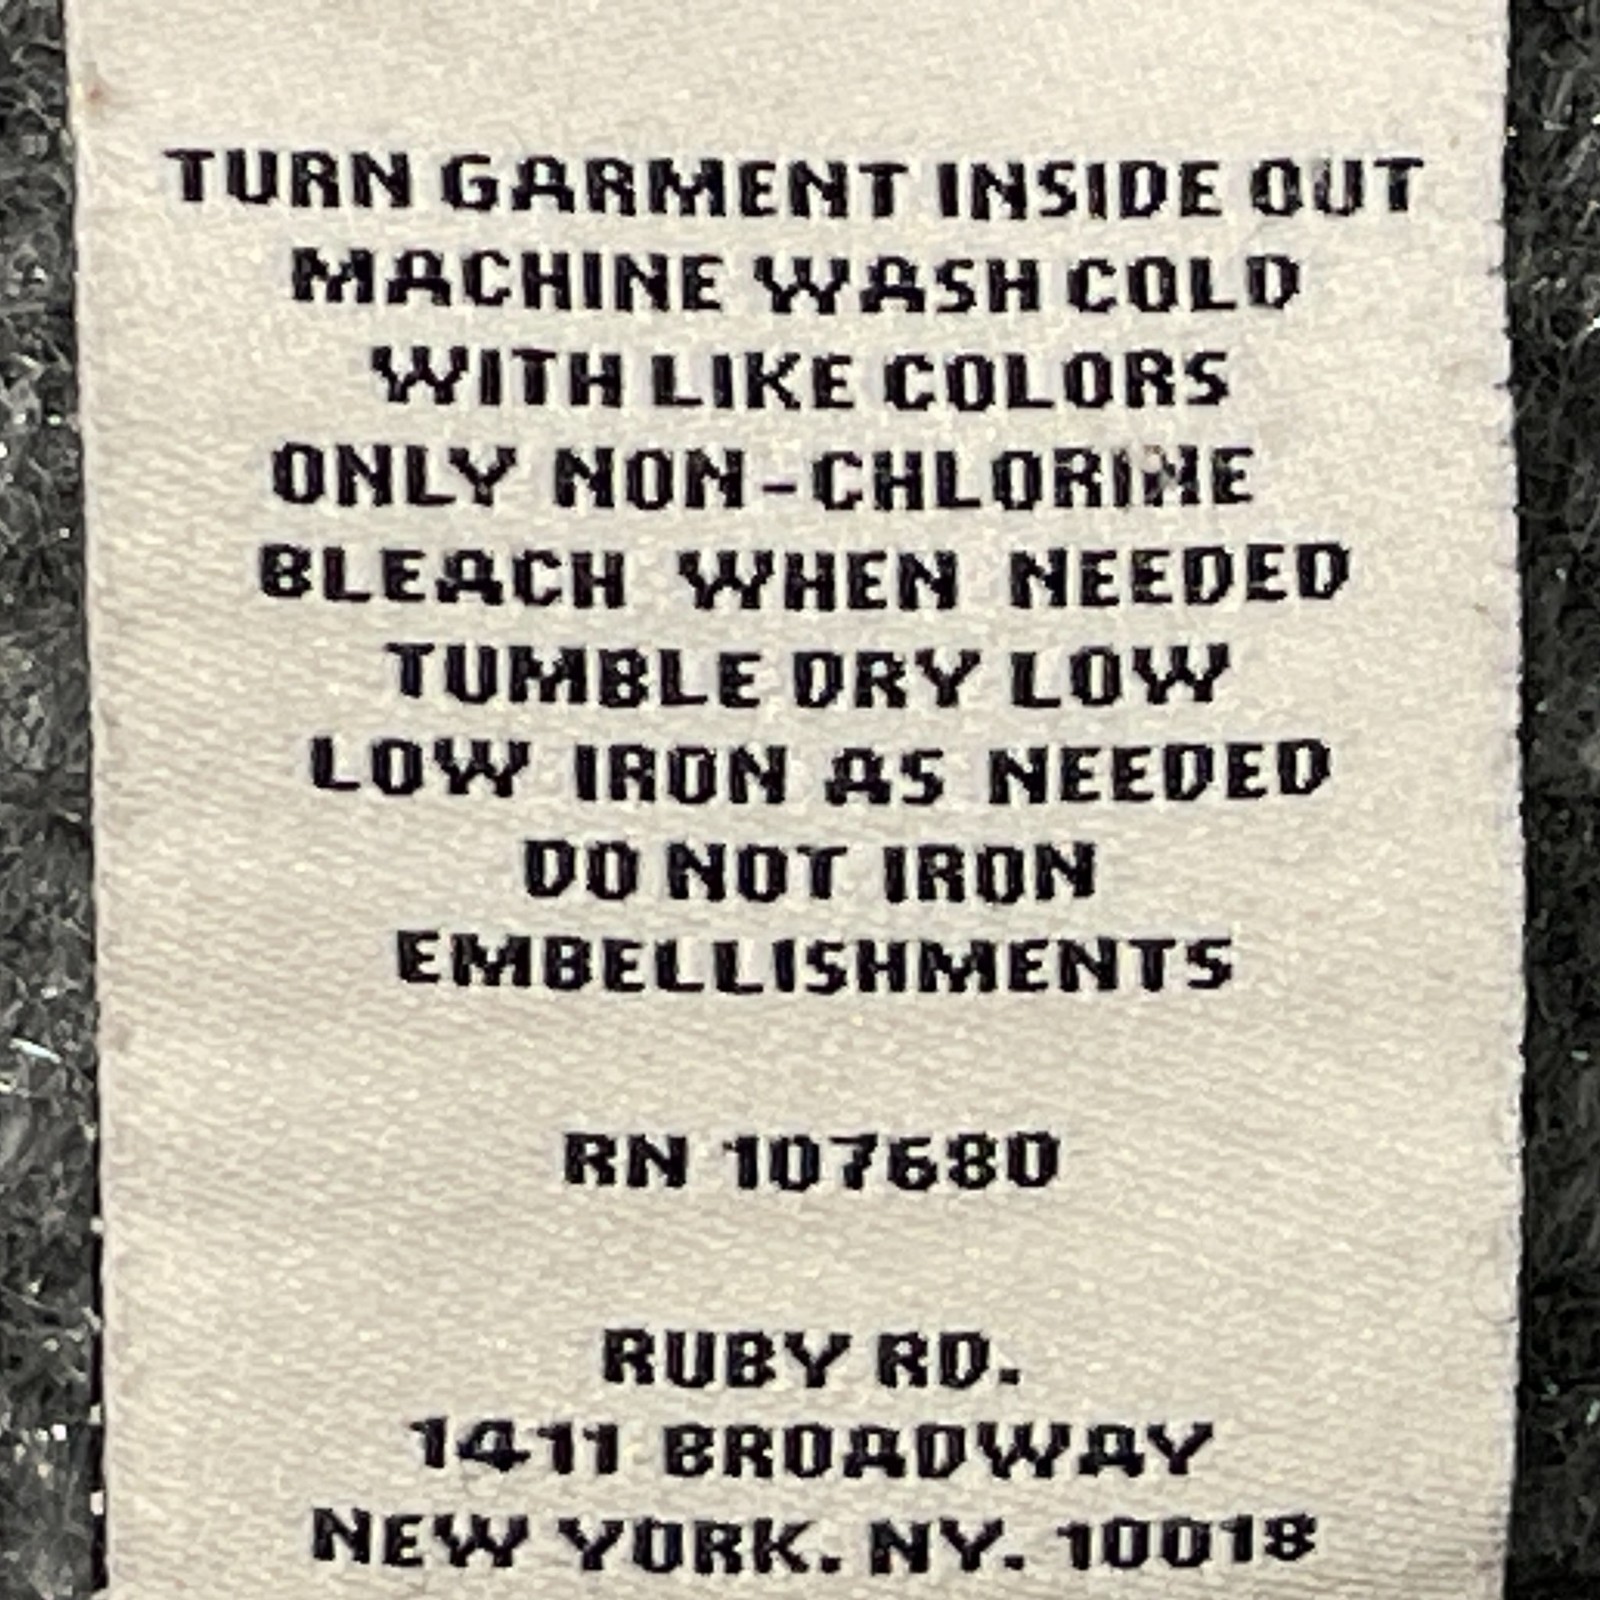 TURN GARMENT INSIDE OUT
MACHINE WASH COLD
WITH LIKE COLORS
ONLY NON-CHLORINE
BLEACH WHEN NEEDED
TUMBLE DRY LOW
LOW IRON AS NEEDED
DO NOT IRON
EMBELLISHMENTS
RN 107680
RUBY RD.
1411 BROADWAY
NEW YORK. NY. 10018